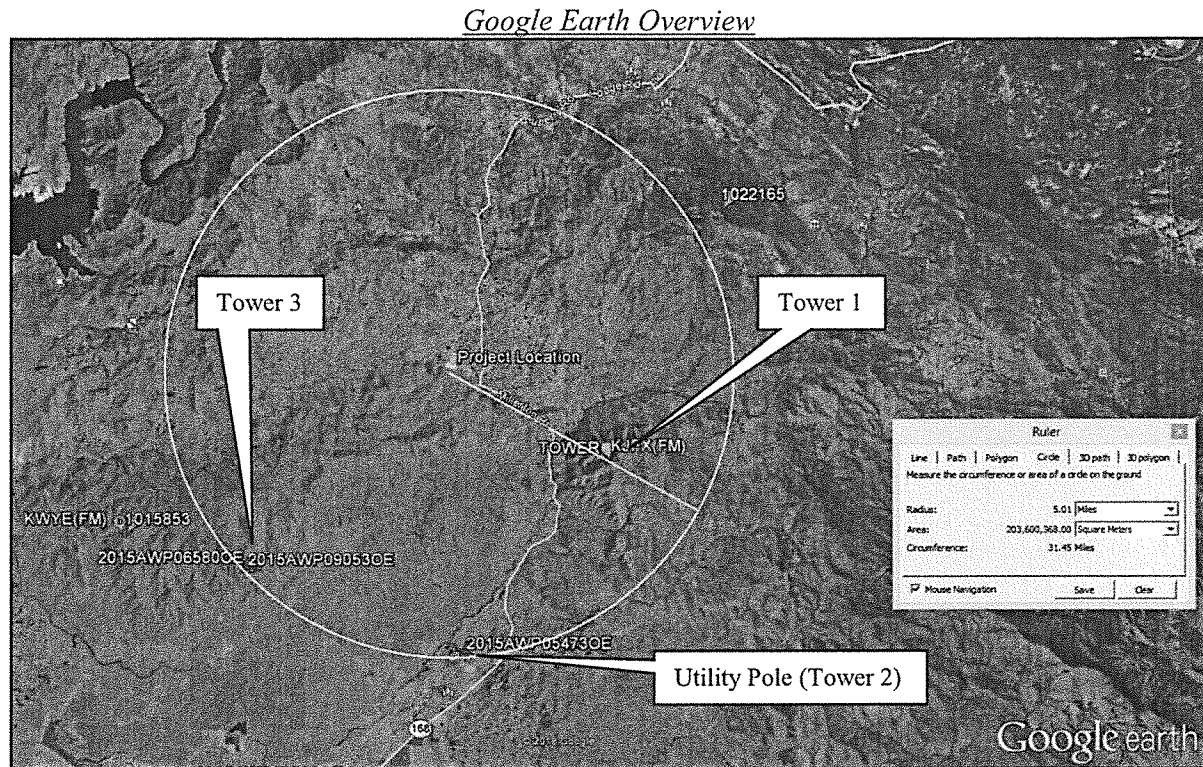 Google Earth Overview
1022165
Tower 3
Tower 1
Project Location
TOWER
KWYE(FM) 1015853
2015AWP06580OE 2015AWP09053OE
2015AWP05473OE
Utility Pole (Tower 2)
168
Ruler
Line Path Polygon Circle 3D path 3D polygon
Measure the circumference or area of a circle on the ground
Radius: 5.01 Miles
Area: 203,600,368.00 Square Meters
Circumference: 31.45 Miles
Mouse Navigation Save Clear
Google earth